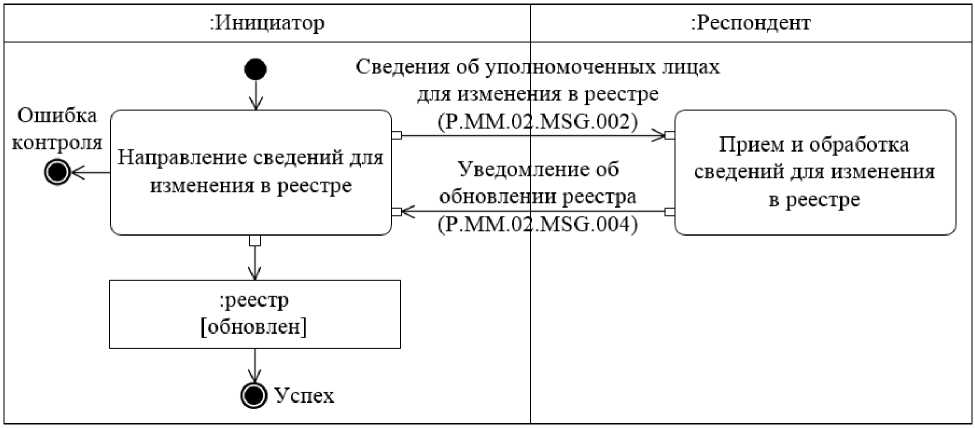 :Инициатор
:Респондент
Сведения об уполномоченных лицах
для изменения в реестре
(P.MM.02.MSG.002)
Ошибка
контроля
Направление сведений для
изменения в реестре
Прием и обработка
сведений для изменения
в реестре
Уведомление об
обновлении реестра
(P.MM.02.MSG.004)
:реестр
[обновлен]
Успех